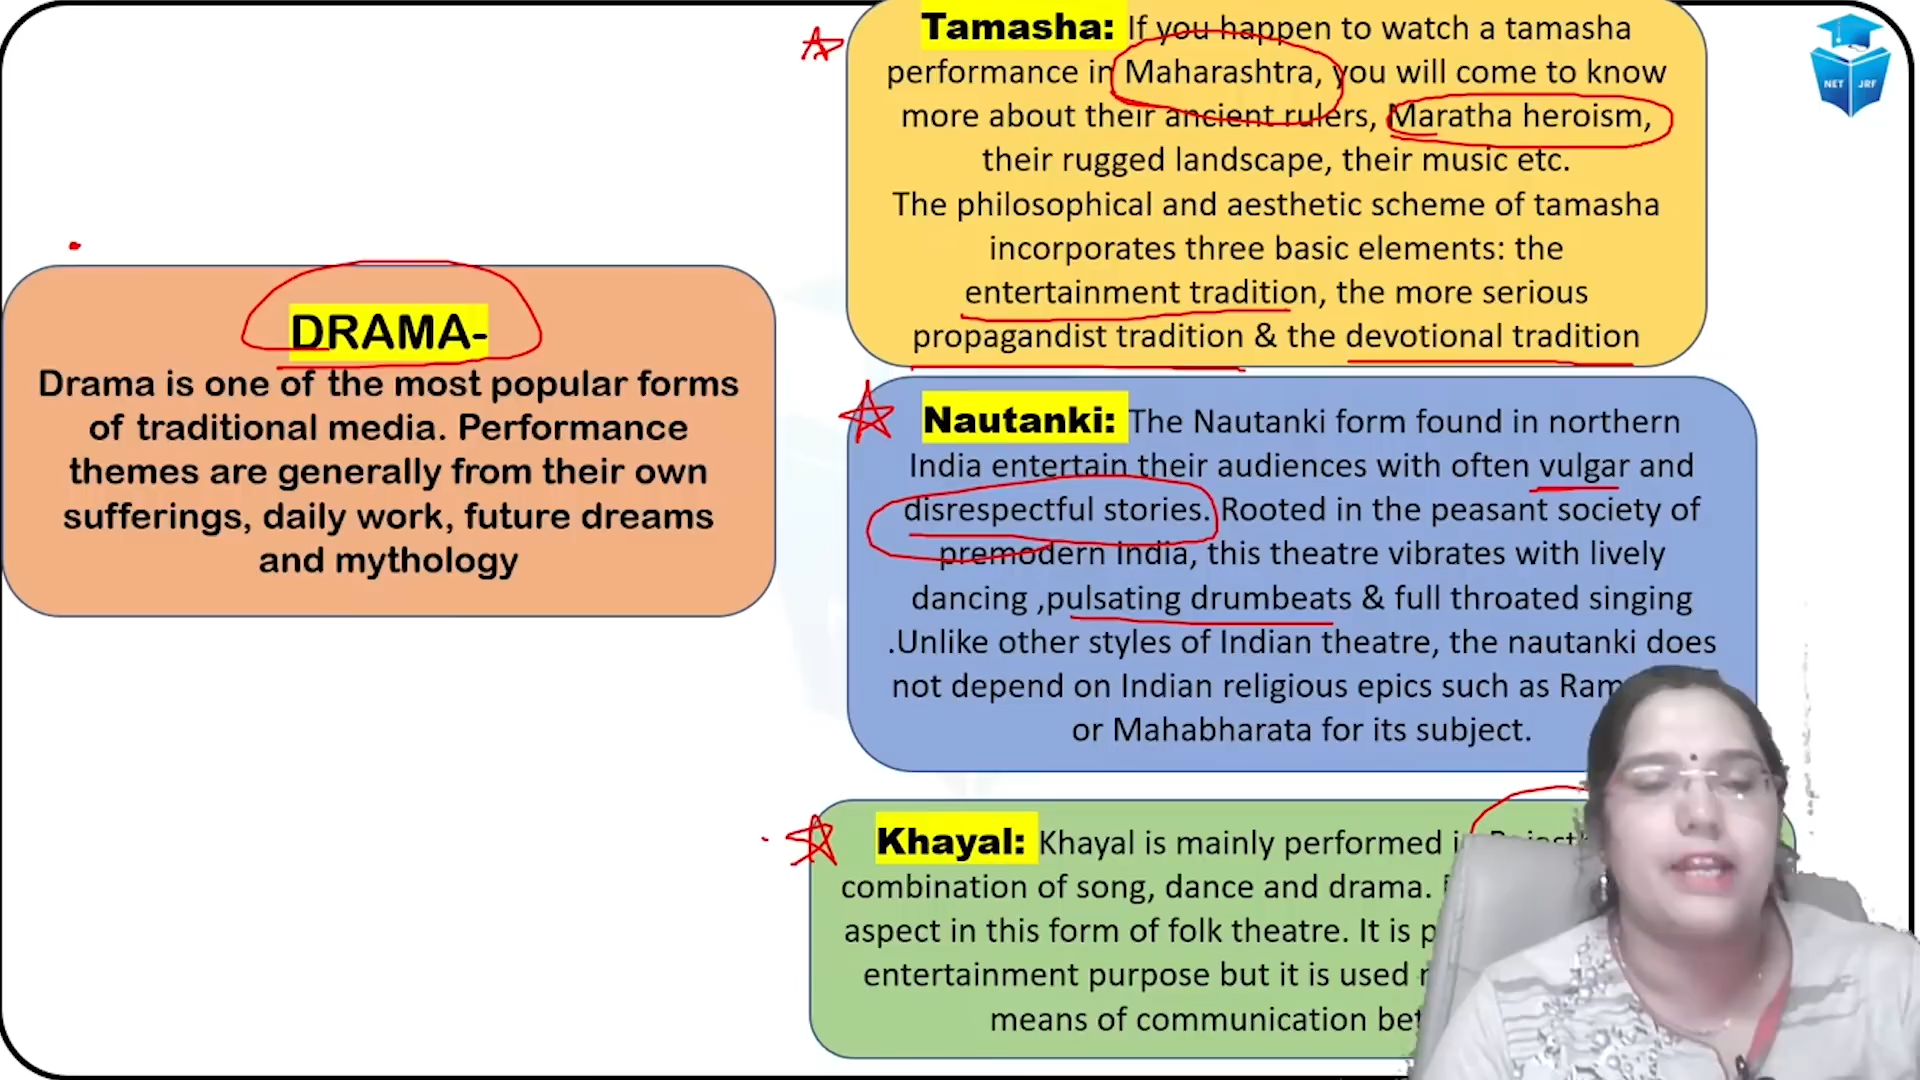 DRAMA-
Drama is one of the most popular forms
of traditional media. Performance
themes are generally from their own
sufferings, daily work, future dreams
and mythology
Tamasha: If you happen to watch a tamasha
performance in Maharashtra, you will come to know
more about their ancient rulers, Maratha heroism,
their rugged landscape, their music etc.
The philosophical and aesthetic scheme of tamasha
incorporates three basic elements: the
entertainment tradition, the more serious
propagandist tradition & the devotional tradition
Nautanki: The Nautanki form found in northern
India entertain their audiences with often vulgar and
disrespectful stories. Rooted in the peasant society of
premodern India, this theatre vibrates with lively
dancing ,pulsating drumbeats & full throated singing
.Unlike other styles of Indian theatre, the nautanki does
not depend on Indian religious epics such as
or Mahabharata for its subject.
Khayal: Khayal is mainly performed
combination of song, dance and drama.
aspect in this form of folk theatre. It is
entertainment purpose but it is used
means of communication
NET JRF